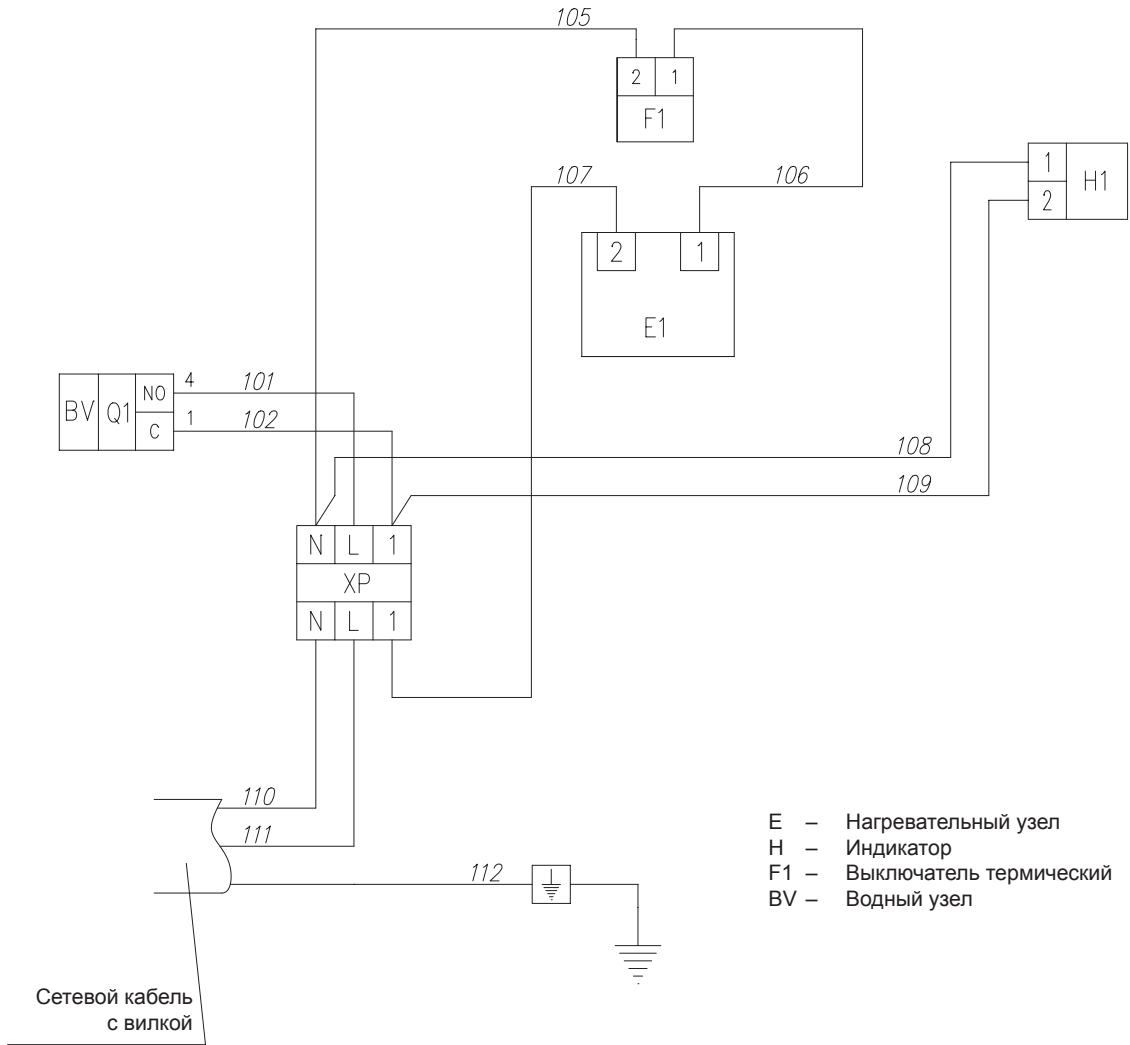 105
2 1
F1
107
106
1
2
H1
2 1
E1
BV Q1 NO 4
C 1
101
102
108
109
N L 1
XP
N L 1
110
111
112
E – Нагревательный узел
H – Индикатор
F1 – Выключатель термический
BV – Водный узел
Сетевой кабель
с вилкой